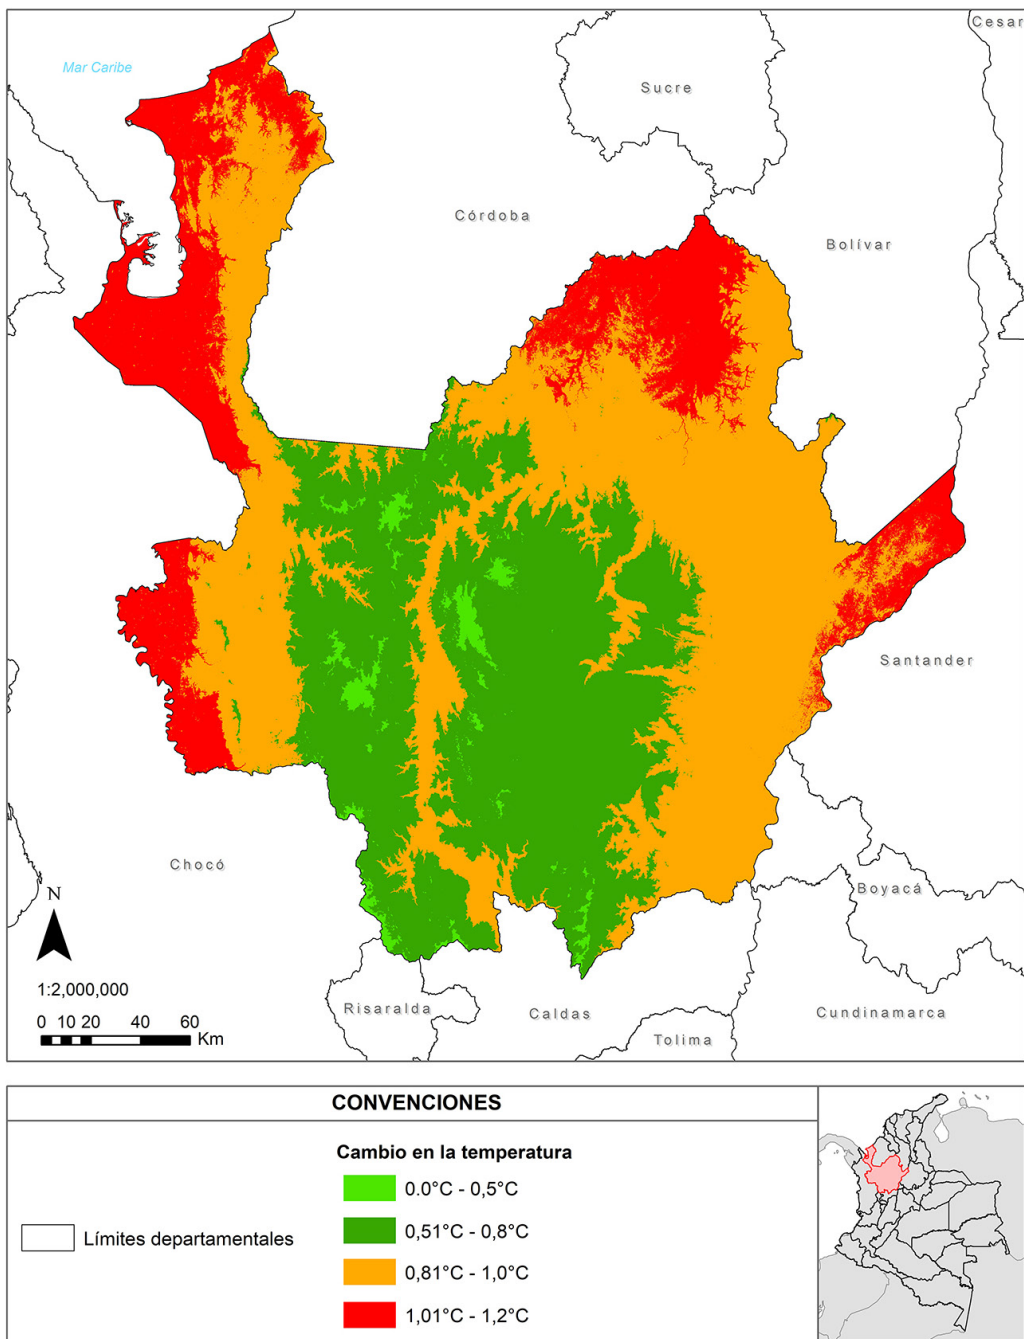 Cesar
Mar Caribe
Sucre
Córdoba
Bolívar
Santander
Chocó
Boyacá
N
1:2,000,000
Risaralda
Caldas
Cundinamarca
0 10 20 40 60
Km
Tolima
CONVENCIONES
Cambio en la temperatura
0.0°C - 0,5°C
0,51°C - 0,8°C
Límites departamentales
0,81°C - 1,0°C
1,01°C - 1,2°C